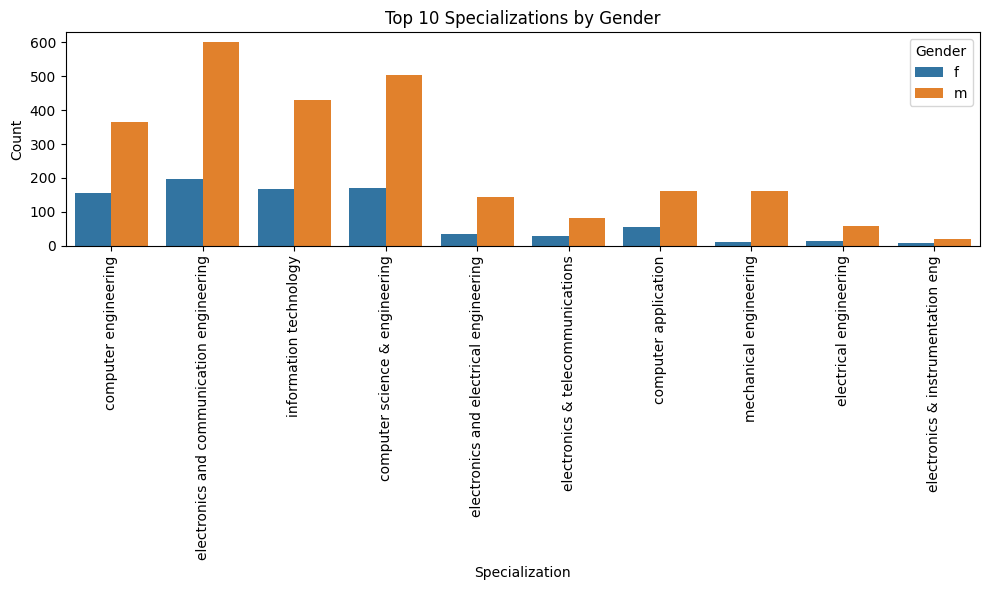 Top 10 Specializations by Gender
Count
600
500
400
300
200
100
0
Gender
f
m
computer engineering
electronics and communication engineering
information technology
computer science & engineering
electronics and electrical engineering
electronics & telecommunications
computer application
mechanical engineering
electrical engineering
electronics & instrumentation eng
Specialization